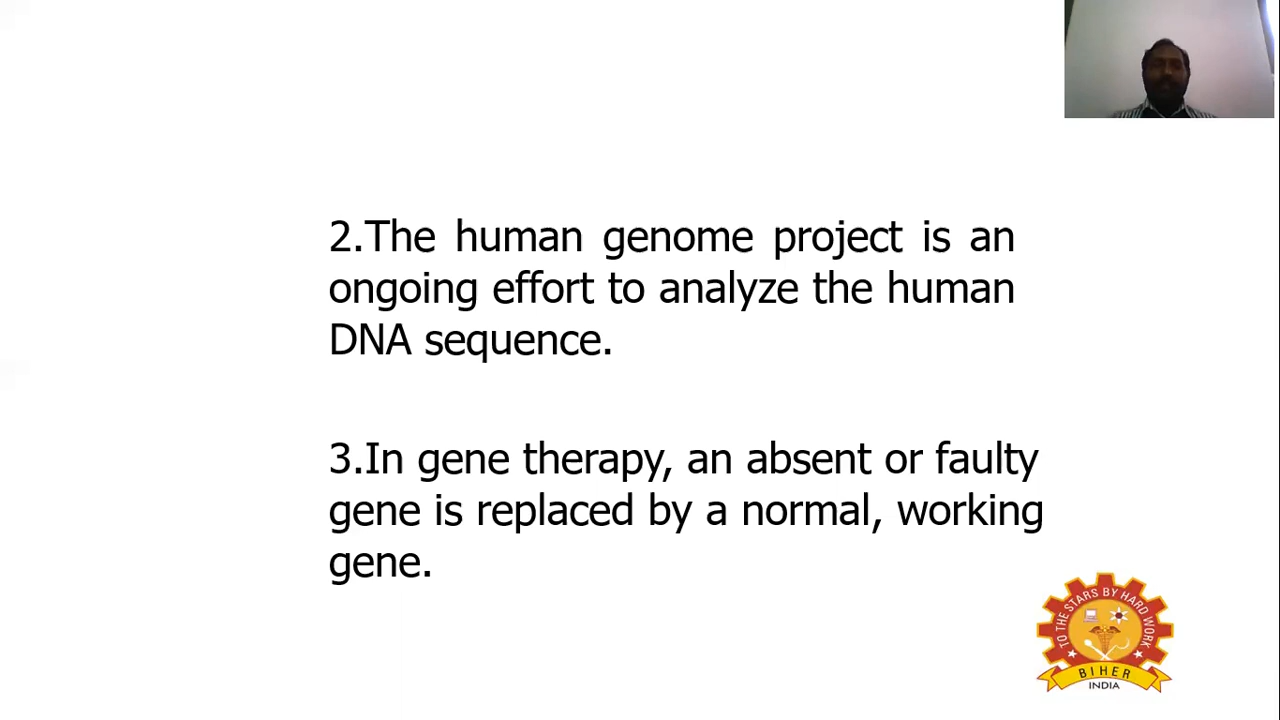 2.The human genome project is an
ongoing effort to analyze the human
DNA sequence.
3.In gene therapy, an absent or faulty
gene is replaced by a normal, working
gene.
TO THE STARS BY HARD WORK
BIHER
INDIA